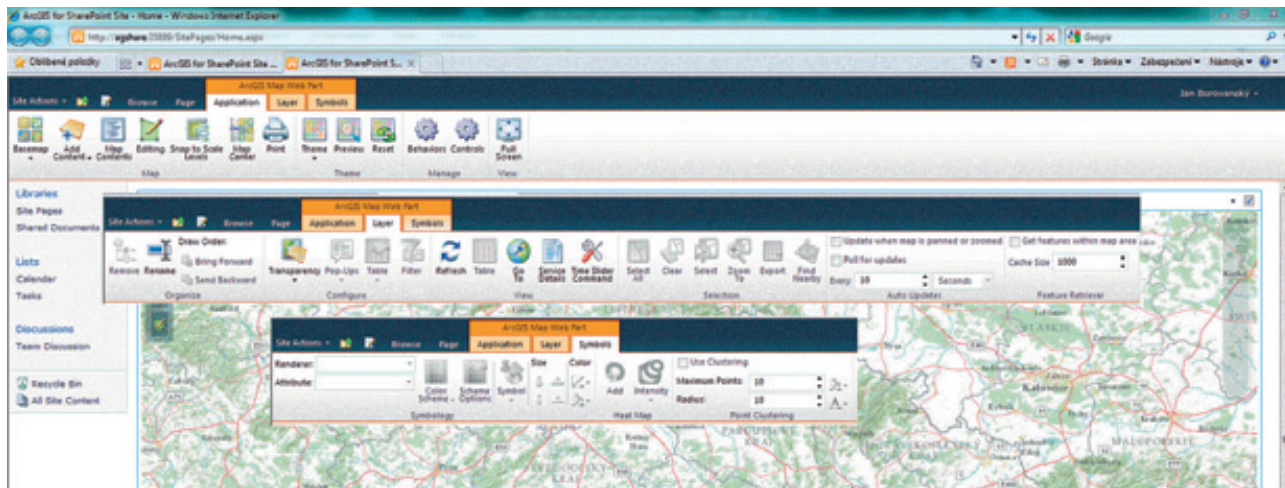 ArcGIS for SharePoint Site - Home - Windows Internet Explorer
http://agshare:35899/SitePages/Home.aspx
Google
Oblíbené položky
ArcGIS for SharePoint Site ...
ArcGIS for SharePoint S...
Stránka
Zabezpečení
Nástroje
ArcGIS Map Web Part
Site Actions
Browse
Page
Application
Layer
Symbols
Jan Borovanský
Basemap
Add Content
Map Contents
Editing
Snap to Scale Levels
Map Center
Print
Theme
Preview
Reset
Behaviors
Controls
Full Screen
Map
Theme
Manage
View
Libraries
Site Pages
Shared Documents
Lists
Calendar
Tasks
Discussions
Team Discussion
Recycle Bin
All Site Content
ArcGIS Map Web Part
Site Actions
Browse
Page
Application
Layer
Symbols
Remove
Rename
Draw Order:
Bring Forward
Send Backward
Transparency
Pop-Ups
Table
Filter
Refresh
Table
Go To
Service Details
Time Slider Command
Select All
Clear
Select
Zoom To
Export
Find Nearby
Update when map is panned or zoomed
Poll for updates
Every: 10 Seconds
Get features within map area
Cache Size 1000
Organize
Configure
View
Selection
Auto Updates
Feature Retrieval
ArcGIS Map Web Part
Site Actions
Browse
Page
Application
Layer
Symbols
Renderer:
Attribute:
Color Scheme
Scheme Options
Symbol
Size
Color
Add
Intensity
Use Clustering
Maximum Points: 10
Radius: 10
Symbology
Heat Map
Point Clustering
Katowice
MAŁOPOLSKIE